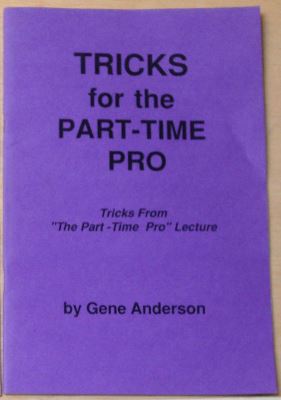 TRICKS
for the
PART-TIME
PRO
Tricks From
"The Part -Time Pro" Lecture
by Gene Anderson